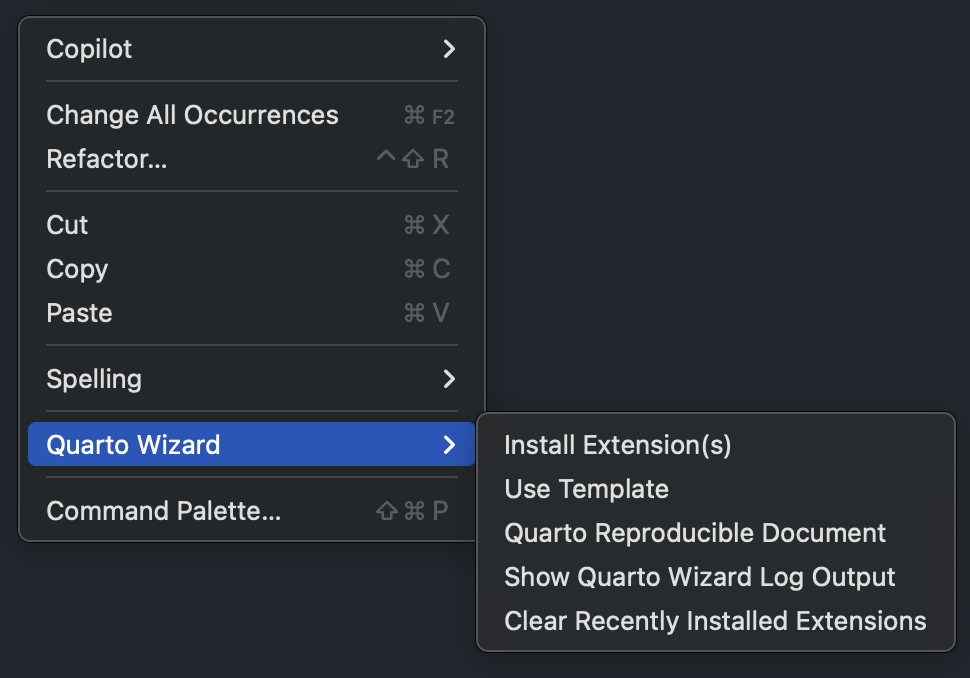 Copilot
Change All Occurrences ⌘ F2
Refactor... ^⇧ R
Cut ⌘ X
Copy ⌘ C
Paste ⌘ V
Spelling
Quarto Wizard
Install Extension(s)
Use Template
Quarto Reproducible Document
Show Quarto Wizard Log Output
Clear Recently Installed Extensions
Command Palette... ⇧⌘ P